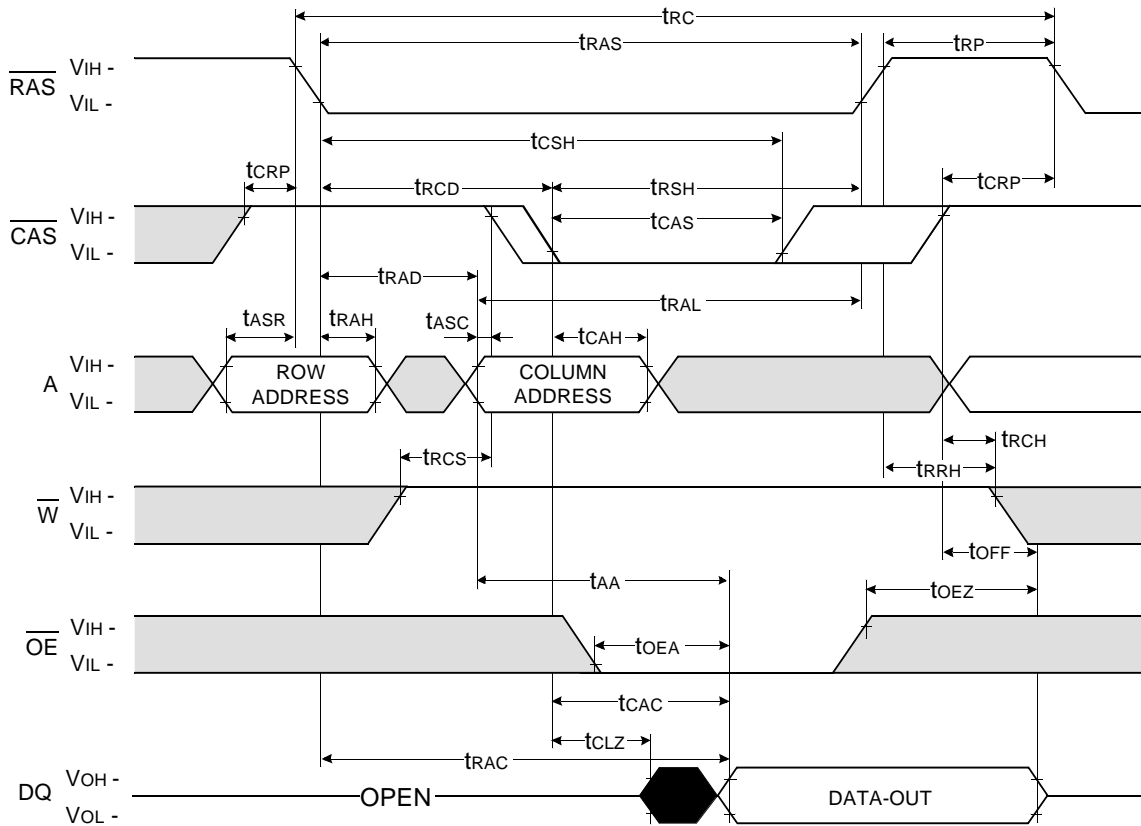 tRC
tRAS
tRP
RAS
VIH -
VIL -
tCSH
tCRP
tRCD
tRSH
tCRP
CAS
VIH -
VIL -
tCAS
tRAD
tRAL
tASR
tRAH
tASC
tCAH
A
VIH -
VIL -
ROW
ADDRESS
COLUMN
ADDRESS
tRCH
tRCS
tRRH
W
VIH -
VIL -
tOFF
tAA
tOEZ
OE
VIH -
VIL -
tOEA
tCAC
tCLZ
tRAC
DQ
VOH -
VOL -
OPEN
DATA-OUT